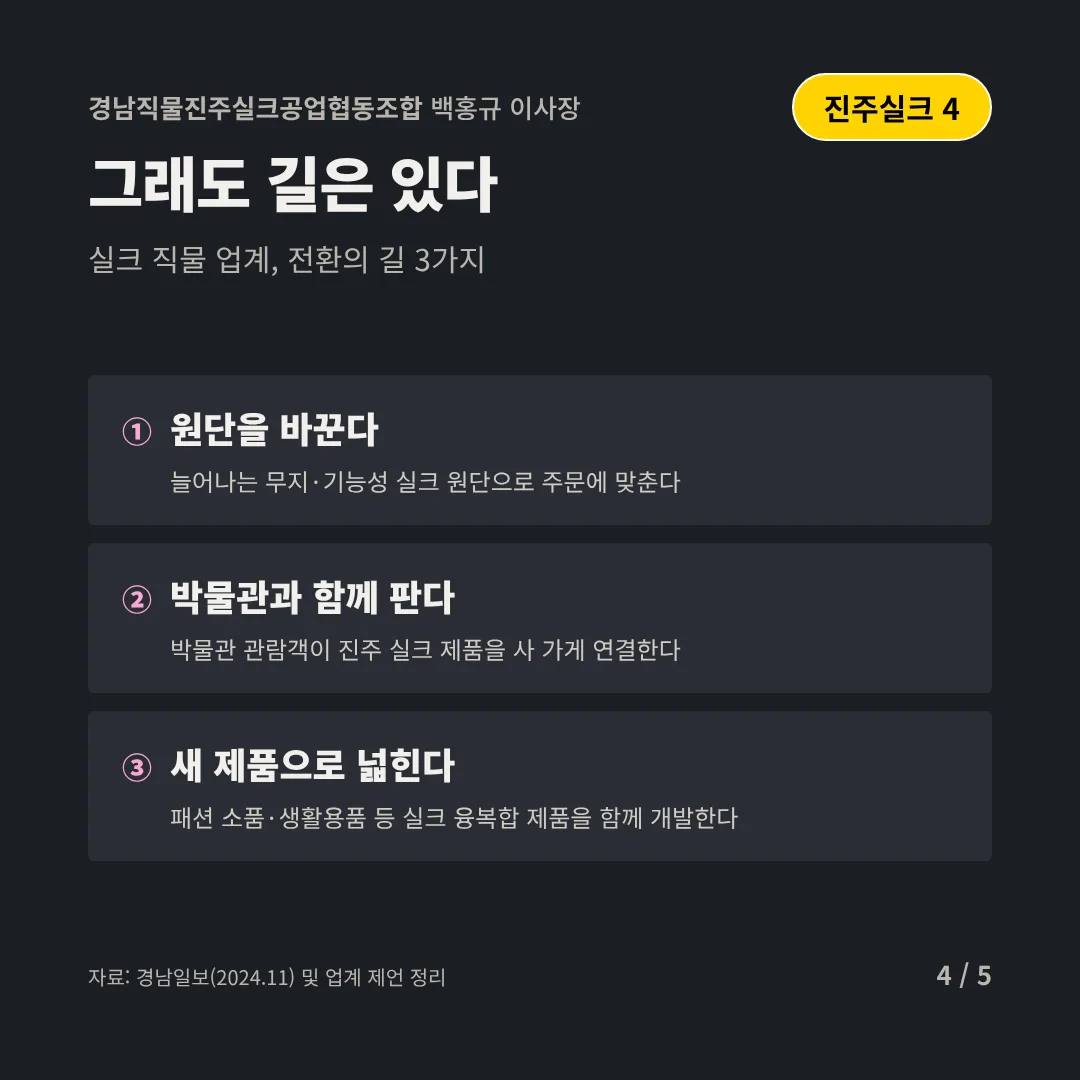 경남직물진주실크공업협동조합 백홍규 이사장
진주실크 4
그래도 길은 있다
실크 직물 업계, 전환의 길 3가지
① 원단을 바꾼다
늘어나는 무지·기능성 실크 원단으로 주문에 맞춘다
② 박물관과 함께 판다
박물관 관람객이 진주 실크 제품을 사 가게 연결한다
③ 새 제품으로 넓힌다
패션 소품·생활용품 등 실크 융복합 제품을 함께 개발한다
자료: 경남일보(2024.11) 및 업계 제언 정리
4 / 5